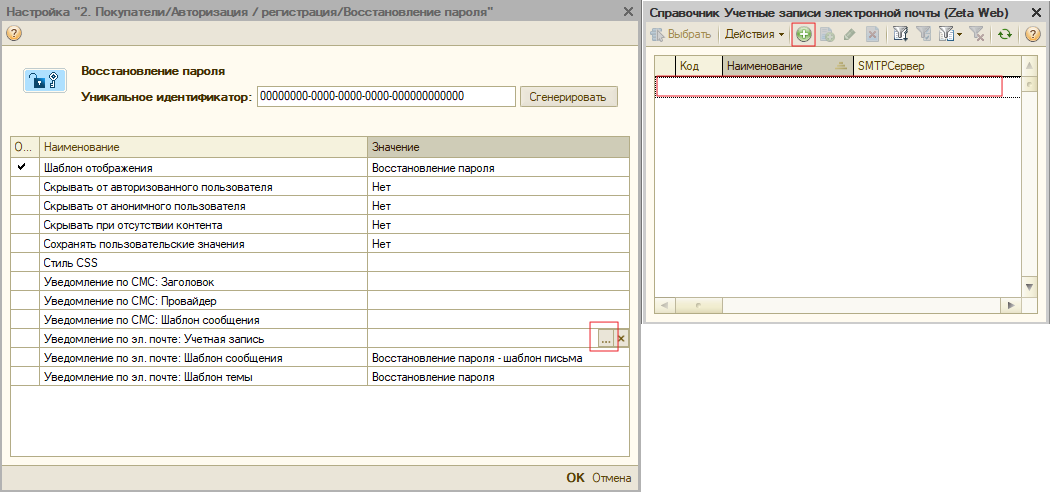 Настройка "2. Покупатели/Авторизация / регистрация/Восстановление пароля"
Восстановление пароля
Уникальное идентификатор: 00000000-0000-0000-0000-000000000000 Сгенерировать
О... Наименование Значение
Шаблон отображения Восстановление пароля
Скрывать от авторизованного пользователя Нет
Скрывать от анонимного пользователя Нет
Скрывать при отсутствии контента Нет
Сохранять пользовательские значения Нет
Стиль CSS
Уведомление по СМС: Заголовок
Уведомление по СМС: Провайдер
Уведомление по СМС: Шаблон сообщения
Уведомление по эл. почте: Учетная запись ...
Уведомление по эл. почте: Шаблон сообщения Восстановление пароля - шаблон письма
Уведомление по эл. почте: Шаблон темы Восстановление пароля
OK Отмена
Справочник Учетные записи электронной почты (Zeta Web)
Выбрать Действия
Код Наименование SMTPСервер